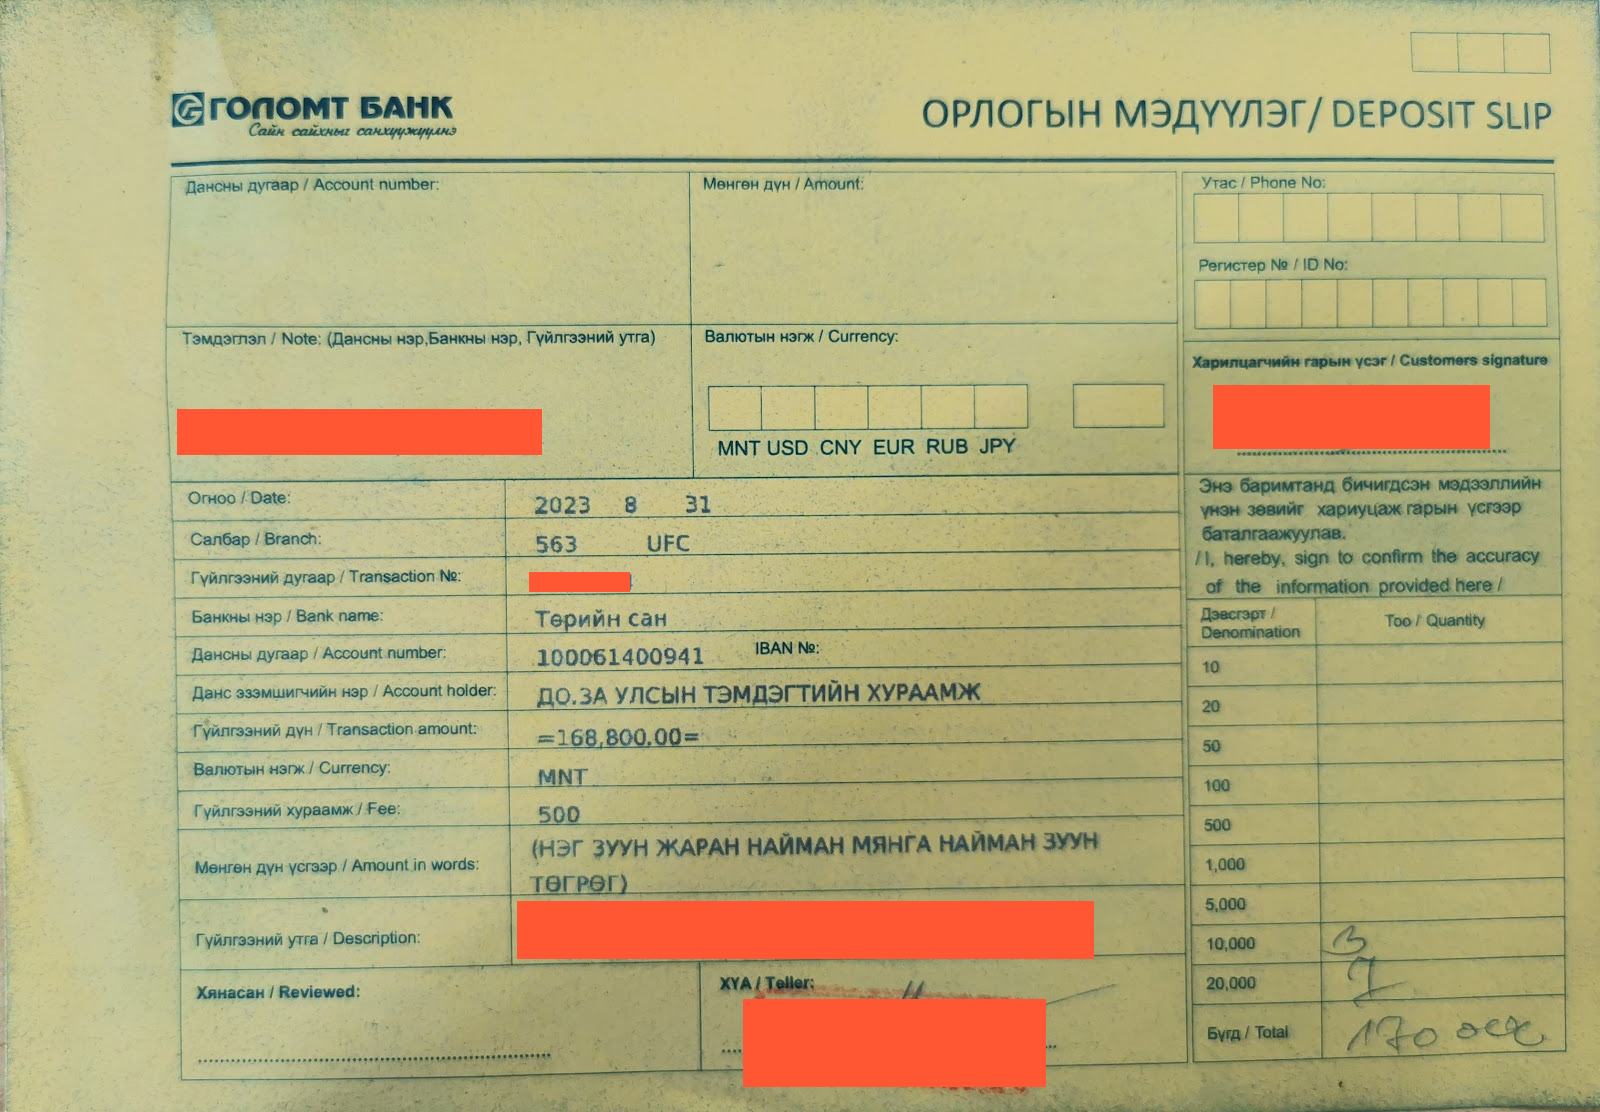 ГОЛОМТ БАНК
Сайн сайхныг санхүүжүүлнэ
ОРЛОГЫН МЭДҮҮЛЭГ/ DEPOSIT SLIP
Дансны дугаар / Account number:
Мөнгөн дүн / Amount:
Утас / Phone No:
Регистер № / ID No:
Тэмдэглэл / Note: (Дансны нэр,Банкны нэр, Гүйлгээний утга)
Валютын нэгж / Currency:
MNT USD CNY EUR RUB JPY
Харилцагчийн гарын үсэг / Customers signature
Энэ баримтанд бичигдсэн мэдээллийн
үнэн зөвийг хариуцаж гарын үсгээр
баталгаажуулав.
/I, hereby, sign to confirm the accuracy
of the information provided here /
Огноо / Date: 2023 8 31
Салбар / Branch: 563 UFC
Гүйлгээний дугаар / Transaction №:
Банкны нэр / Bank name: Төрийн сан
Дансны дугаар / Account number: 100061400941 IBAN №:
Данс эзэмшигчийн нэр / Account holder: ДО.ЗА УЛСЫН ТЭМДЭГТИЙН ХУРААМЖ
Гүйлгээний дүн / Transaction amount: =168,800.00=
Валютын нэгж / Currency: MNT
Гүйлгээний хураамж / Fee: 500
Мөнгөн дүн үсгээр / Amount in words: (НЭГ ЗУУН ЖАРАН НАЙМАН МЯНГА НАЙМАН ЗУУН
ТӨГРӨГ)
Гүйлгээний утга / Description:
Хянасан / Reviewed:
ХҮА / Teller:
Дэвсгэрт /
Denomination
Тоо / Quantity
10
20
50
100
500
1,000
5,000
10,000 3
20,000 7
Бүгд / Total 170